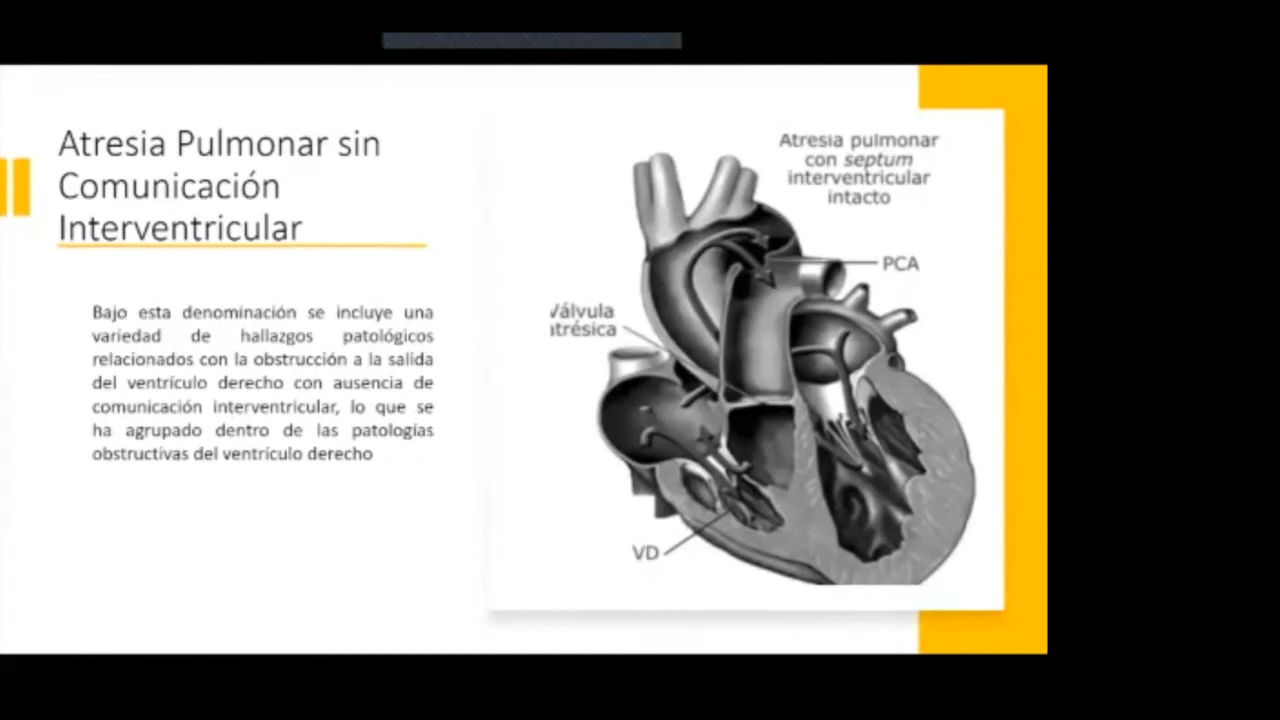 Atresia Pulmonar sin
Comunicación
Interventricular
Bajo esta denominación se incluye una
variedad de hallazgos patológicos
relacionados con la obstrucción a la salida
del ventrículo derecho con ausencia de
comunicación interventricular, lo que se
ha agrupado dentro de las patologías
obstructivas del ventrículo derecho
Atresia pulmonar
con septum
interventricular
intacto
PCA
Válvula
atrésica
VD